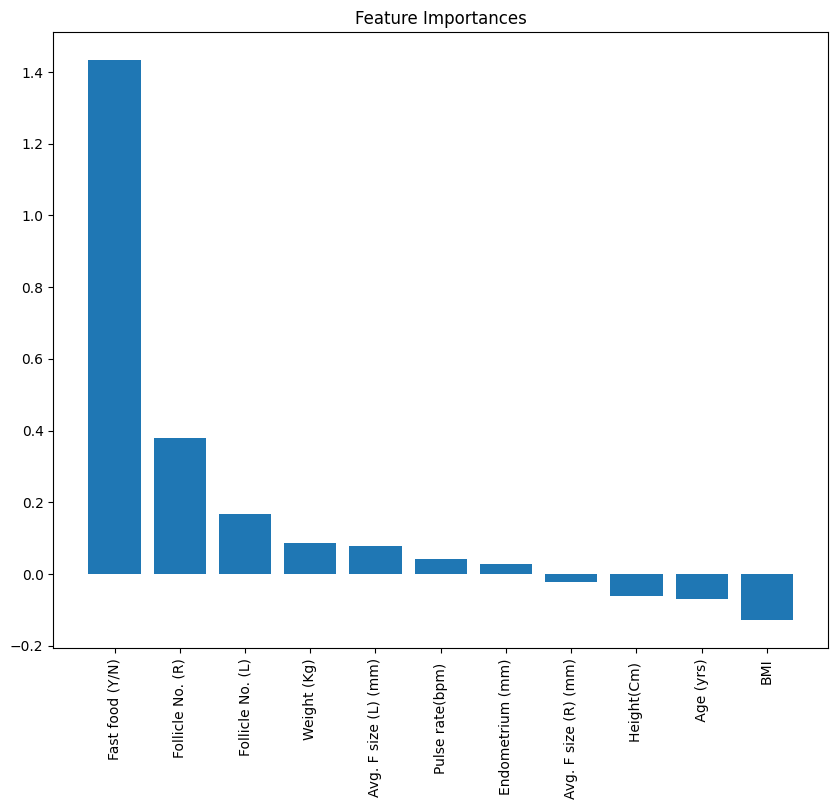 Feature Importances
1.4
1.2
1.0
0.8
0.6
0.4
0.2
0.0
−0.2
Fast food (Y/N)
Follicle No. (R)
Follicle No. (L)
Weight (Kg)
Avg. F size (L) (mm)
Pulse rate(bpm)
Endometrium (mm)
Avg. F size (R) (mm)
Height(Cm)
Age (yrs)
BMI